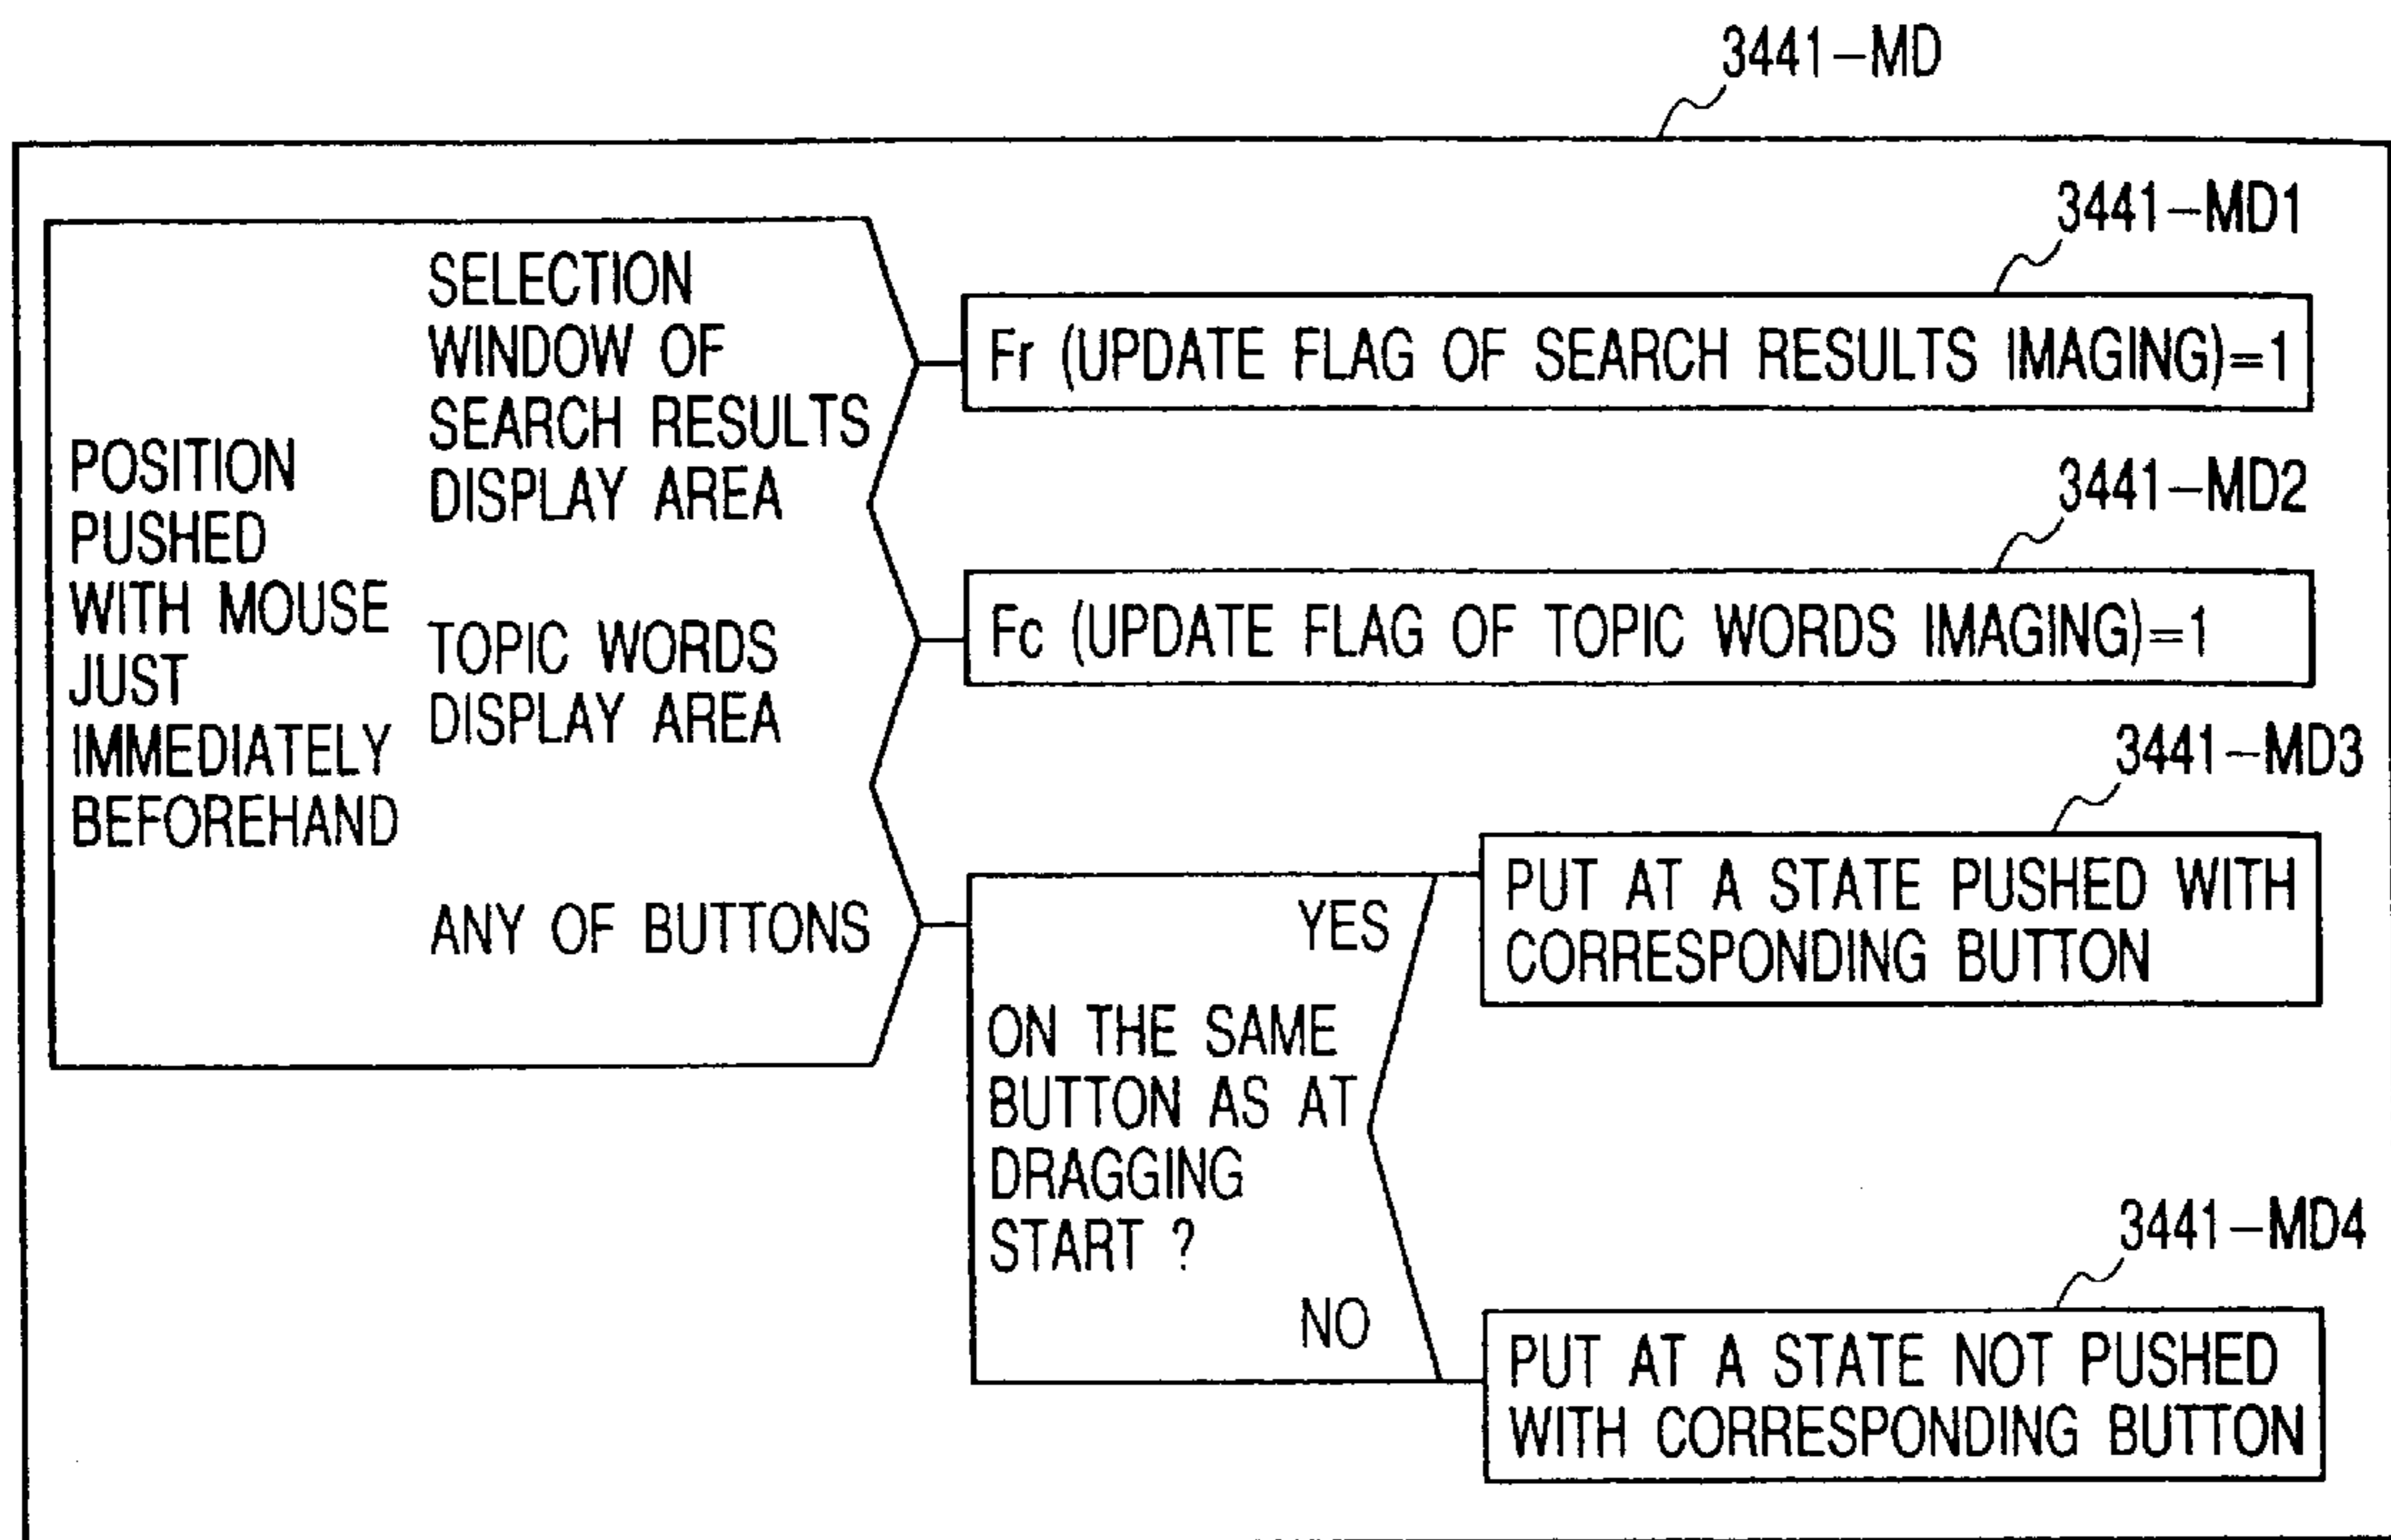 3441-MD
3441-MD1
SELECTION
WINDOW OF
SEARCH RESULTS
DISPLAY AREA
Fr (UPDATE FLAG OF SEARCH RESULTS IMAGING)=1
POSITION
PUSHED
WITH MOUSE
JUST
IMMEDIATELY
BEFOREHAND
3441-MD2
TOPIC WORDS
DISPLAY AREA
Fc (UPDATE FLAG OF TOPIC WORDS IMAGING)=1
3441-MD3
ANY OF BUTTONS
YES
ON THE SAME
BUTTON AS AT
DRAGGING
START ?
NO
PUT AT A STATE PUSHED WITH
CORRESPONDING BUTTON
3441-MD4
PUT AT A STATE NOT PUSHED
WITH CORRESPONDING BUTTON